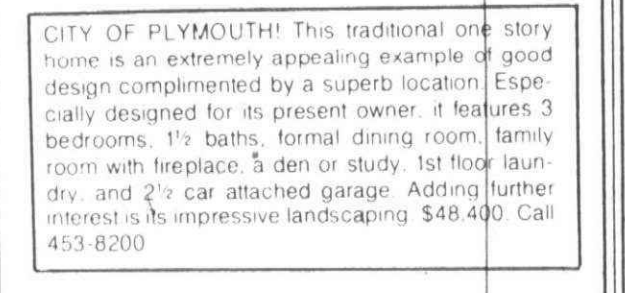 CITY OF PLYMOUTH! This traditional one story
home is an extremely appealing example of good
design complimented by a superb location. Espe-
cially designed for its present owner, it features 3
bedrooms, 1½ baths, formal dining room, family
room with fireplace, a den or study, 1st floor laun-
dry, and 2½ car attached garage. Adding further
interest is its impressive landscaping. $48,400. Call
453-8200